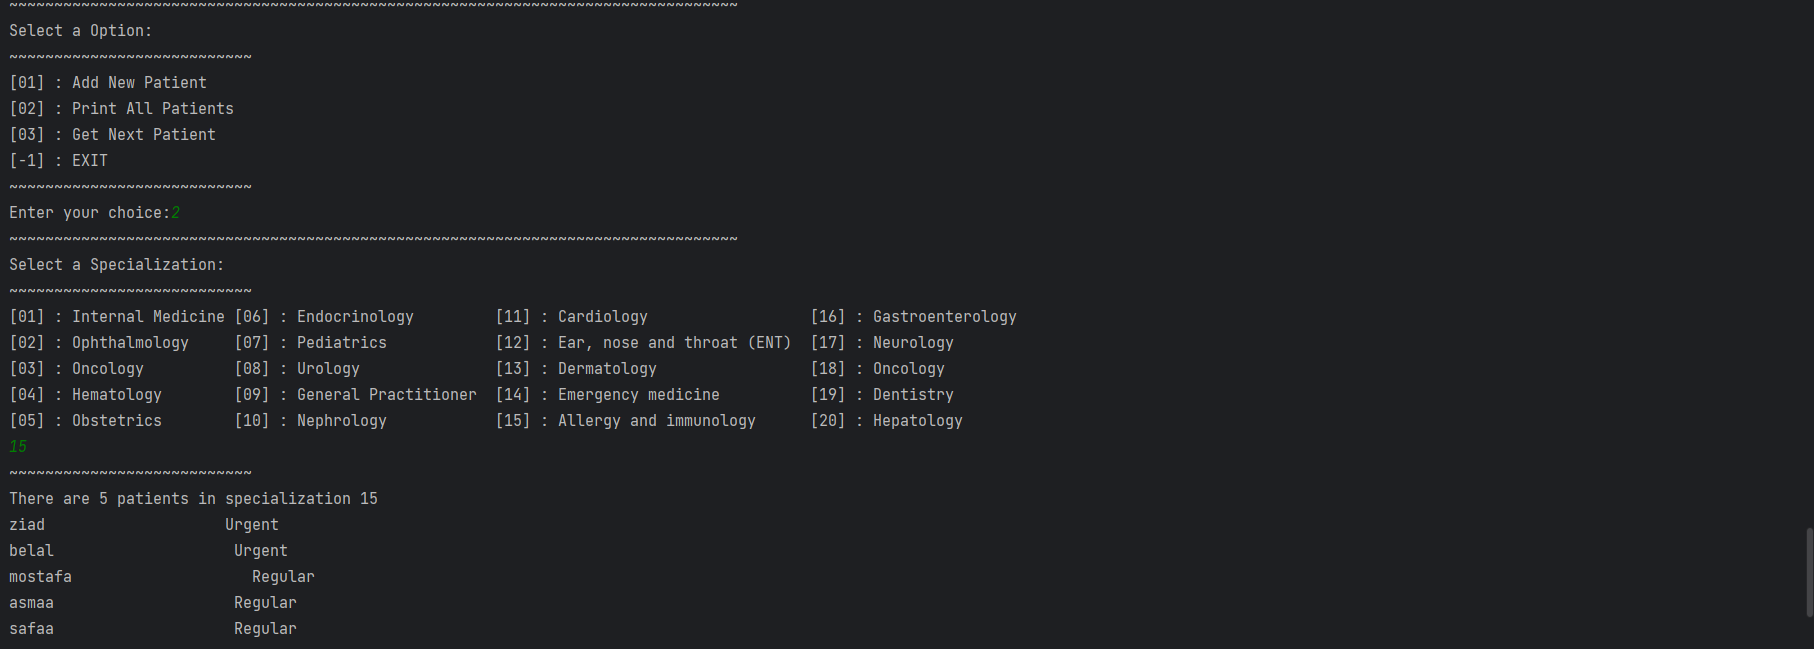 ~~~~~~~~~~~~~~~~~~~~~~~~~~~~~~~~~~~~~~~~~~~~~~~~~~~~~~~~~~~~~~~~~~~~~~~~~~~~~~~~~
Select a Option:
~~~~~~~~~~~~~~~~~~~~~~~~~~~
[01] : Add New Patient
[02] : Print All Patients
[03] : Get Next Patient
[-1] : EXIT
~~~~~~~~~~~~~~~~~~~~~~~~~~~
Enter your choice:2
~~~~~~~~~~~~~~~~~~~~~~~~~~~~~~~~~~~~~~~~~~~~~~~~~~~~~~~~~~~~~~~~~~~~~~~~~~~~~~~~~
Select a Specialization:
~~~~~~~~~~~~~~~~~~~~~~~~~~~
[01] : Internal Medicine [06] : Endocrinology         [11] : Cardiology                  [16] : Gastroenterology
[02] : Ophthalmology     [07] : Pediatrics            [12] : Ear, nose and throat (ENT)  [17] : Neurology
[03] : Oncology          [08] : Urology               [13] : Dermatology                 [18] : Oncology
[04] : Hematology        [09] : General Practitioner  [14] : Emergency medicine          [19] : Dentistry
[05] : Obstetrics        [10] : Nephrology            [15] : Allergy and immunology      [20] : Hepatology
15
~~~~~~~~~~~~~~~~~~~~~~~~~~~
There are 5 patients in specialization 15
ziad                    Urgent
belal                    Urgent
mostafa                    Regular
asmaa                    Regular
safaa                    Regular